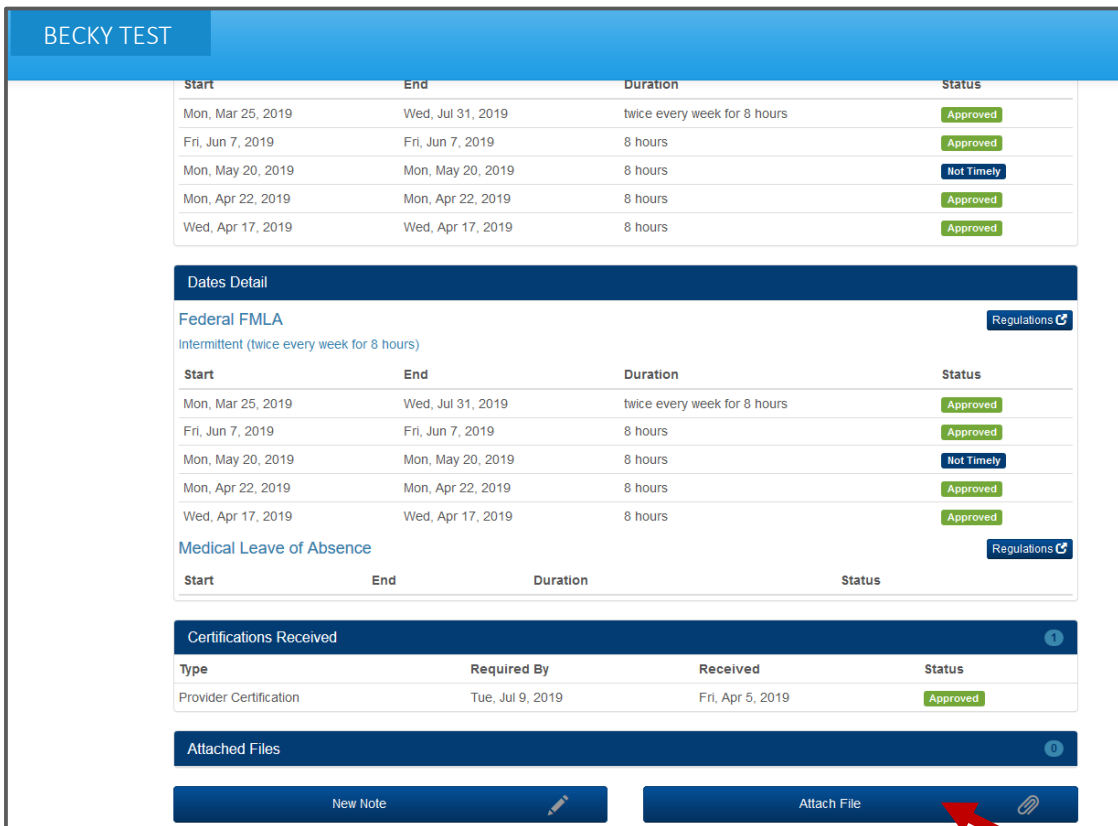 BECKY TEST
Start End Duration Status
Mon, Mar 25, 2019 Wed, Jul 31, 2019 twice every week for 8 hours Approved
Fri, Jun 7, 2019 Fri, Jun 7, 2019 8 hours Approved
Mon, May 20, 2019 Mon, May 20, 2019 8 hours Not Timely
Mon, Apr 22, 2019 Mon, Apr 22, 2019 8 hours Approved
Wed, Apr 17, 2019 Wed, Apr 17, 2019 8 hours Approved
Dates Detail
Federal FMLA Regulations
Intermittent (twice every week for 8 hours)
Start End Duration Status
Mon, Mar 25, 2019 Wed, Jul 31, 2019 twice every week for 8 hours Approved
Fri, Jun 7, 2019 Fri, Jun 7, 2019 8 hours Approved
Mon, May 20, 2019 Mon, May 20, 2019 8 hours Not Timely
Mon, Apr 22, 2019 Mon, Apr 22, 2019 8 hours Approved
Wed, Apr 17, 2019 Wed, Apr 17, 2019 8 hours Approved
Medical Leave of Absence Regulations
Start End Duration Status
Certifications Received 1
Type Required By Received Status
Provider Certification Tue, Jul 9, 2019 Fri, Apr 5, 2019 Approved
Attached Files 0
New Note Attach File